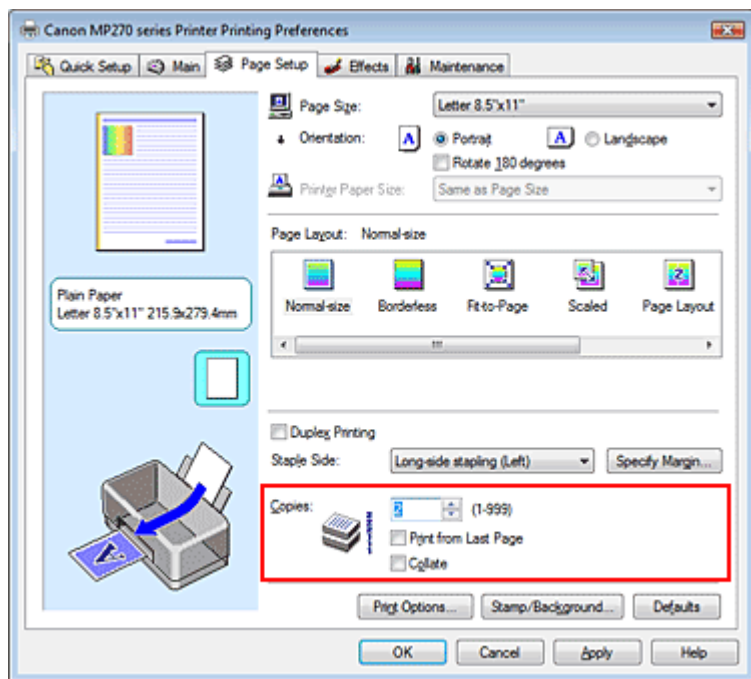 Canon MP270 series Printer Printing Preferences
Quick Setup Main Page Setup Effects Maintenance
Page Size: Letter 8.5"x11"
Orientation: A Portrait A Landscape
Rotate 180 degrees
Printer Paper Size: Same as Page Size
Page Layout: Normal-size
Normal-size Borderless Fit-to-Page Scaled Page Layout
Plain Paper
Letter 8.5"x11" 215.9x279.4mm
Duplex Printing
Staple Side: Long-side stapling (Left) Specify Margin...
Copies: 2 (1-999)
Print from Last Page
Collate
Print Options... Stamp/Background... Defaults
OK Cancel Apply Help